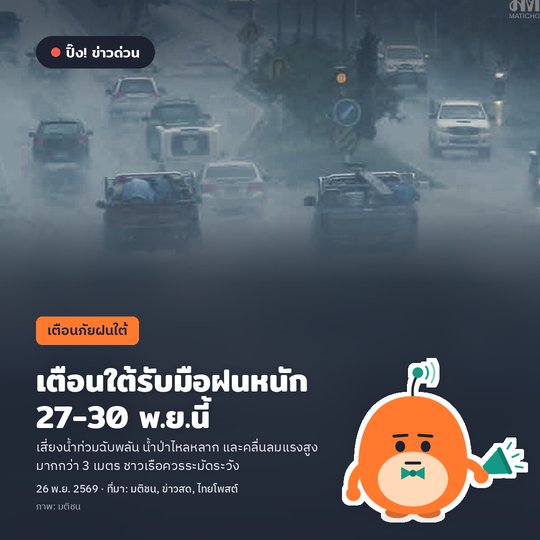 MATICHO
ปิ๊ง! ข่าวด่วน
เตือนภัยฝนใต้
เตือนใต้รับมือฝนหนัก
27-30 พ.ย.นี้
เสี่ยงน้ำท่วมฉับพลัน น้ำป่าไหลหลาก และคลื่นลมแรงสูง
มากกว่า 3 เมตร ชาวเรือควรระมัดระวัง
26 พ.ย. 2569 · ที่มา: มติชน, ข่าวสด, ไทยโพสต์
ภาพ: มติชน